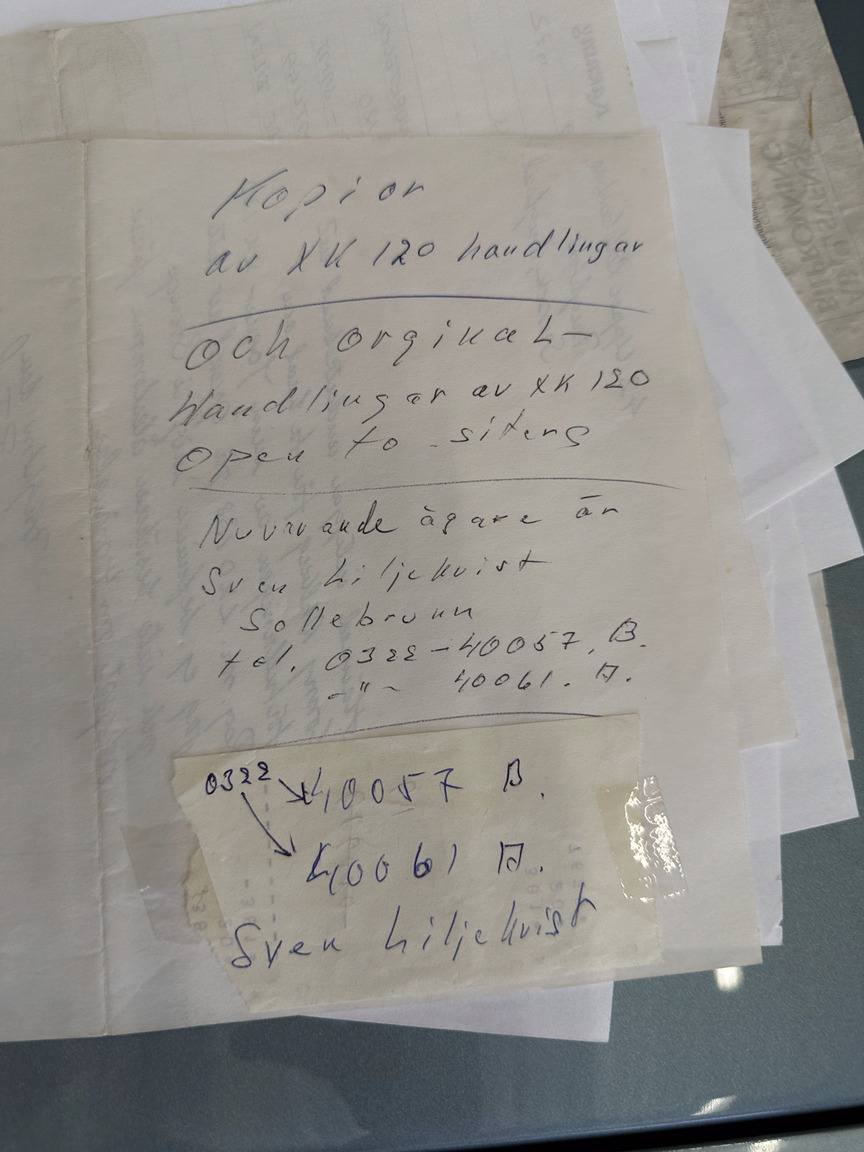 Kopior
av XK 120 handlingar
Och orginal-
Handlingar av XK 120
Open to siters
Nuvvande ägare är
Sven Liljekvist
Sollebrunn
tel. 0322-40057. B.
-"- 40061. A.
0322 40057 B.
40061 A.
Sven Liljekvist